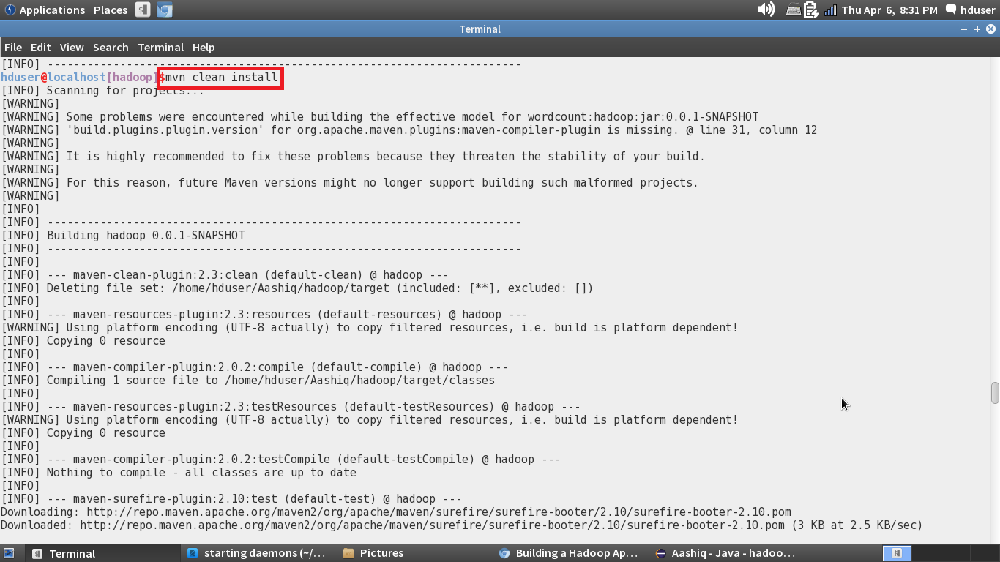 Applications Places Thu Apr 6, 8:31 PM hduser
Terminal
File Edit View Search Terminal Help
[INFO] ------------------------------------------------------------------------
hduser@localhost[hadoop]$mvn clean install
[INFO] Scanning for projects...
[WARNING]
[WARNING] Some problems were encountered while building the effective model for wordcount:hadoop:jar:0.0.1-SNAPSHOT
[WARNING] 'build.plugins.plugin.version' for org.apache.maven.plugins:maven-compiler-plugin is missing. @ line 31, column 12
[WARNING]
[WARNING] It is highly recommended to fix these problems because they threaten the stability of your build.
[WARNING]
[WARNING] For this reason, future Maven versions might no longer support building such malformed projects.
[WARNING]
[INFO]
[INFO] ------------------------------------------------------------------------
[INFO] Building hadoop 0.0.1-SNAPSHOT
[INFO] ------------------------------------------------------------------------
[INFO]
[INFO] --- maven-clean-plugin:2.3:clean (default-clean) @ hadoop ---
[INFO] Deleting file set: /home/hduser/Aashiq/hadoop/target (included: [**], excluded: [])
[INFO]
[INFO] --- maven-resources-plugin:2.3:resources (default-resources) @ hadoop ---
[WARNING] Using platform encoding (UTF-8 actually) to copy filtered resources, i.e. build is platform dependent!
[INFO] Copying 0 resource
[INFO]
[INFO] --- maven-compiler-plugin:2.0.2:compile (default-compile) @ hadoop ---
[INFO] Compiling 1 source file to /home/hduser/Aashiq/hadoop/target/classes
[INFO]
[INFO] --- maven-resources-plugin:2.3:testResources (default-testResources) @ hadoop ---
[WARNING] Using platform encoding (UTF-8 actually) to copy filtered resources, i.e. build is platform dependent!
[INFO] Copying 0 resource
[INFO]
[INFO] --- maven-compiler-plugin:2.0.2:testCompile (default-testCompile) @ hadoop ---
[INFO] Nothing to compile - all classes are up to date
[INFO]
[INFO] --- maven-surefire-plugin:2.10:test (default-test) @ hadoop ---
Downloading: http://repo.maven.apache.org/maven2/org/apache/maven/surefire/surefire-booter/2.10/surefire-booter-2.10.pom
Downloaded: http://repo.maven.apache.org/maven2/org/apache/maven/surefire/surefire-booter/2.10/surefire-booter-2.10.pom (3 KB at 2.5 KB/sec)
Terminal starting daemons (~/... Pictures Building a Hadoop Ap... Aashiq - Java - hadoo...